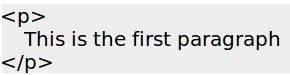 <p>
This is the first paragraph
</p>